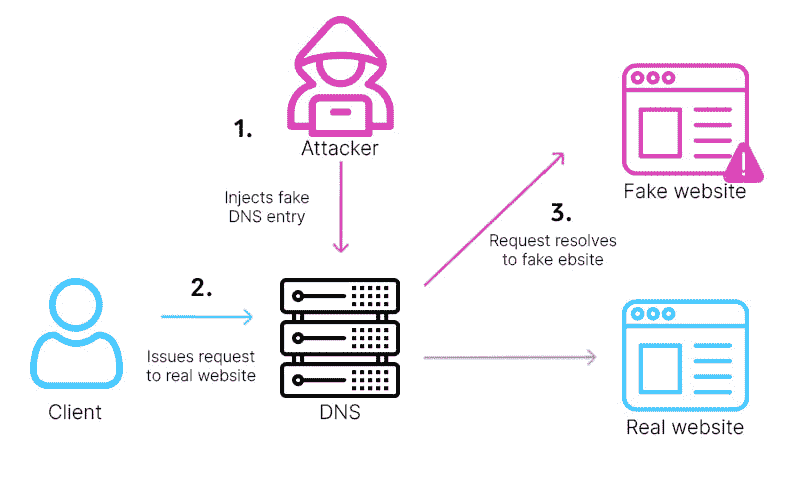 1.
Attacker
Injects fake
DNS entry
Fake website
3.
Request resolves
to fake ebsite
2.
Issues request
to real website
Client
DNS
Real website